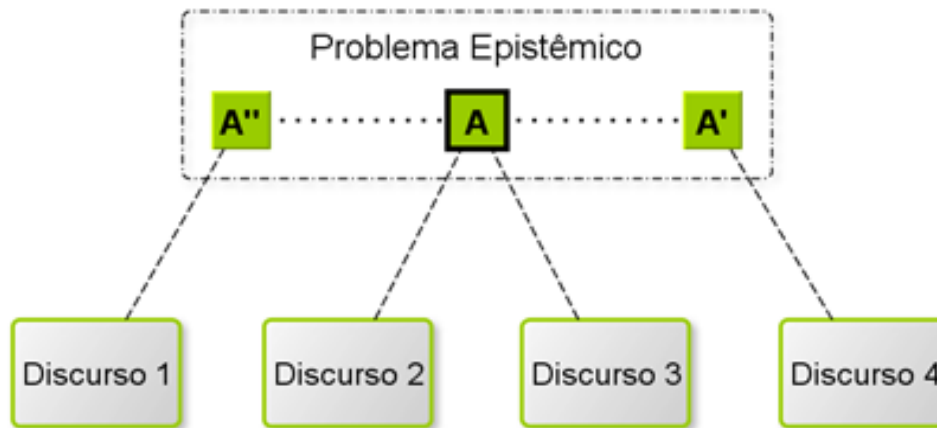 Problema Epistêmico
A"
A
A'
Discurso 1
Discurso 2
Discurso 3
Discurso 4